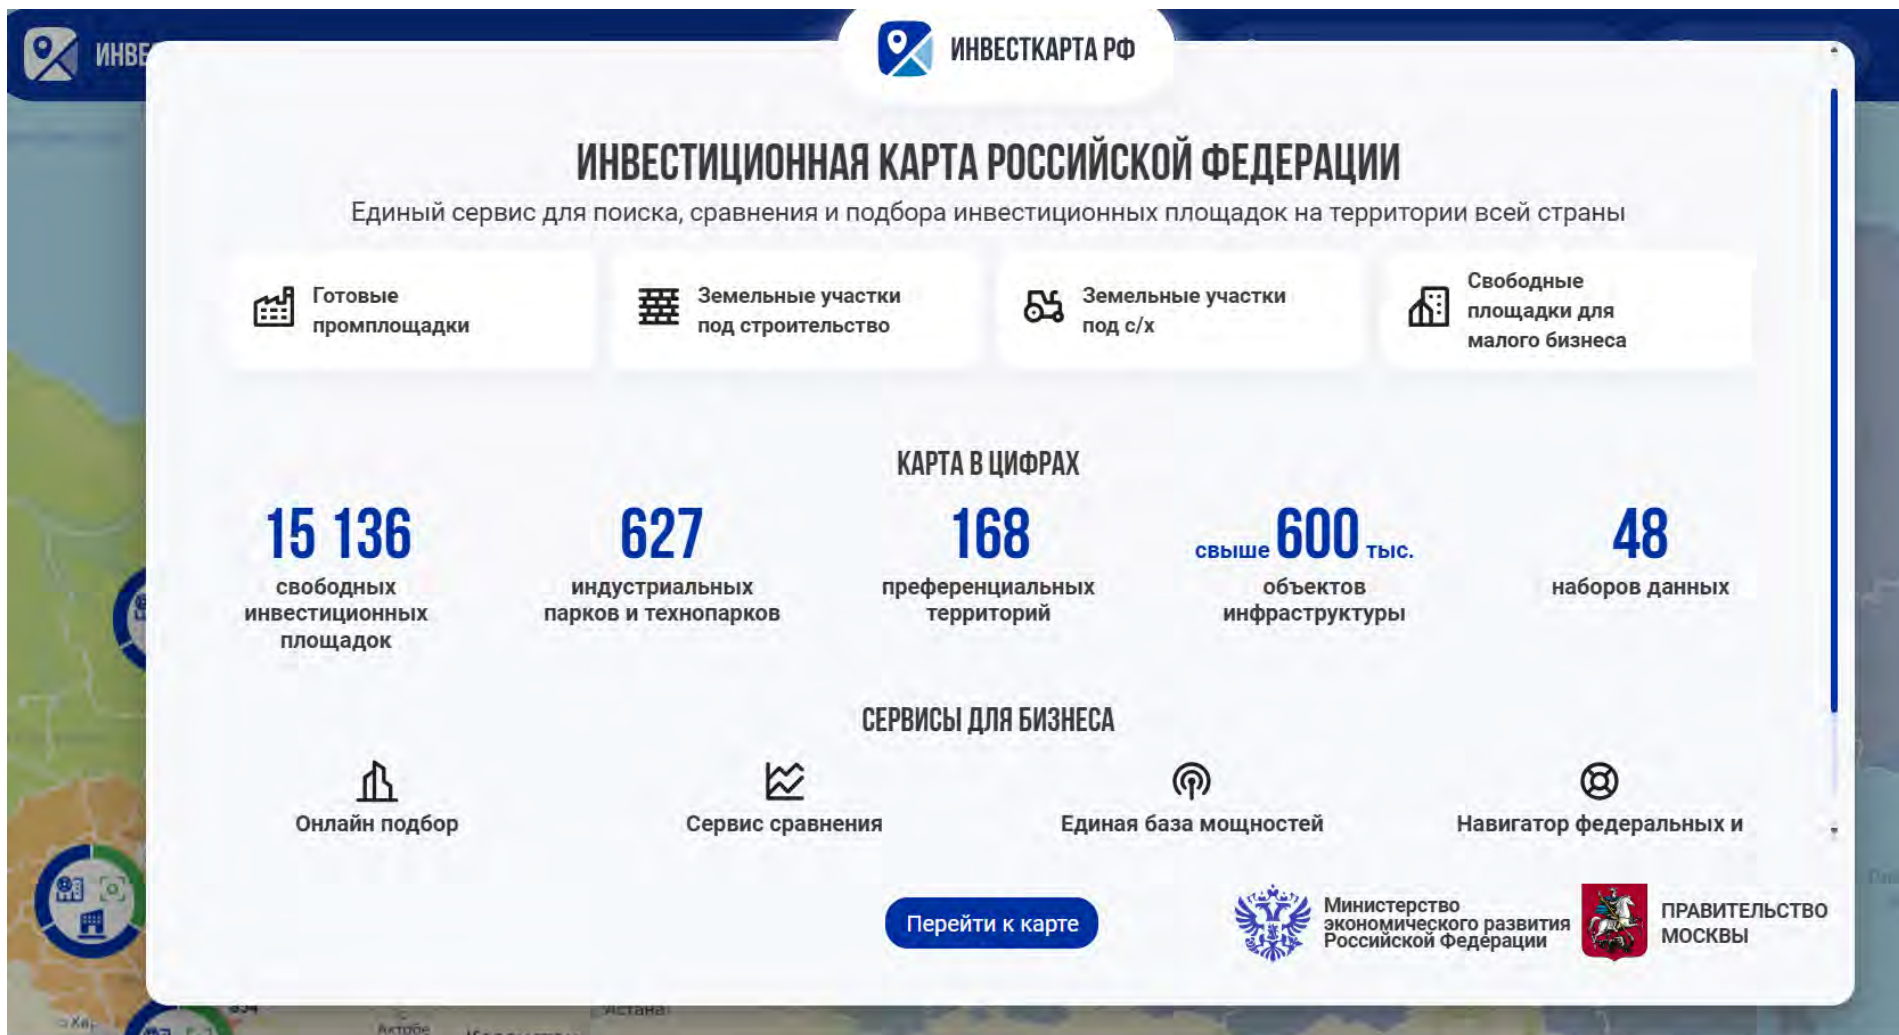 ИНВЕ
ИНВЕСТКАРТА РФ
ИНВЕСТИЦИОННАЯ КАРТА РОССИЙСКОЙ ФЕДЕРАЦИИ
Единый сервис для поиска, сравнения и подбора инвестиционных площадок на территории всей страны
Готовые
промплощадки
Земельные участки
под строительство
Земельные участки
под с/х
Свободные
площадки для
малого бизнеса
КАРТА В ЦИФРАХ
15 136
свободных
инвестиционных
площадок
627
индустриальных
парков и технопарков
168
преференциальных
территорий
свыше 600 тыс.
объектов
инфраструктуры
48
наборов данных
СЕРВИСЫ ДЛЯ БИЗНЕСА
Онлайн подбор
Сервис сравнения
Единая база мощностей
Навигатор федеральных и
Перейти к карте
Министерство
экономического развития
Российской Федерации
ПРАВИТЕЛЬСТВО
МОСКВЫ
Астана
Актобе